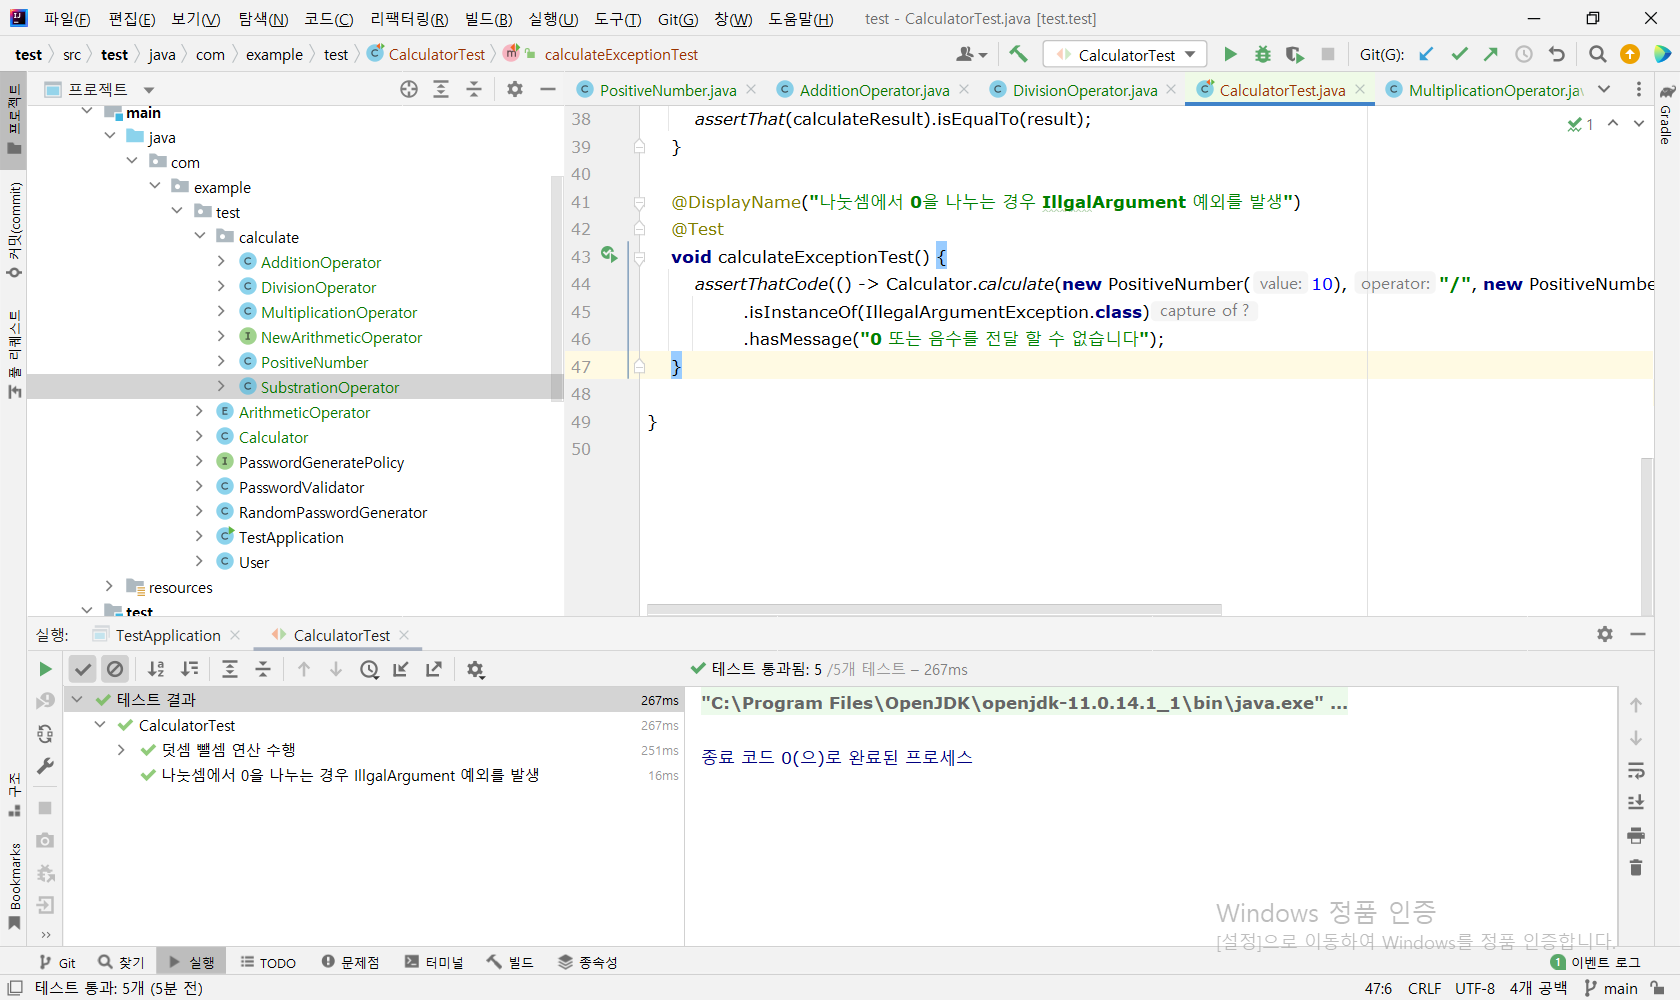 파일(F) 편집(E) 보기(V) 탐색(N) 코드(C) 리팩터링(R) 빌드(B) 실행(U) 도구(T) Git(G) 창(W) 도움말(H) test - CalculatorTest.java [test.test]
test src test java com example test CalculatorTest m calculateExceptionTest CalculatorTest Git(G):
프로젝트
PositiveNumber.java AdditionOperator.java DivisionOperator.java CalculatorTest.java MultiplicationOperator.ja
프로젝트
커밋(commit)
풀 리퀘스트
구조
Bookmarks
Gradle
main
java
com
example
test
calculate
AdditionOperator
DivisionOperator
MultiplicationOperator
NewArithmeticOperator
PositiveNumber
SubstrationOperator
ArithmeticOperator
Calculator
PasswordGeneratePolicy
PasswordValidator
RandomPasswordGenerator
TestApplication
User
resources
test
1
38 assertThat(calculateResult).isEqualTo(result);
39 }
40
41 @DisplayName("나눗셈에서 0을 나누는 경우 IllgalArgument 예외를 발생")
42 @Test
43 void calculateExceptionTest() {
44 assertThatCode(() -> Calculator.calculate(new PositiveNumber( value: 10), operator: "/", new PositiveNumbe
45 .isInstanceOf(IllegalArgumentException.class) capture of ?
46 .hasMessage("0 또는 음수를 전달 할 수 없습니다");
47 }
48
49 }
50
실행: TestApplication CalculatorTest
테스트 통과됨: 5 /5개 테스트 – 267ms
테스트 결과 267ms
CalculatorTest 267ms
덧셈 뺄셈 연산 수행 251ms
나눗셈에서 0을 나누는 경우 IllgalArgument 예외를 발생 16ms
"C:\Program Files\OpenJDK\openjdk-11.0.14.1_1\bin\java.exe" ...
종료 코드 0(으)로 완료된 프로세스
Windows 정품 인증
[설정]으로 이동하여 Windows를 정품 인증합니다.
Git 찾기 실행 TODO 문제점 터미널 빌드 종속성 1 이벤트 로그
테스트 통과: 5개 (5분 전) 47:6 CRLF UTF-8 4개 공백 main